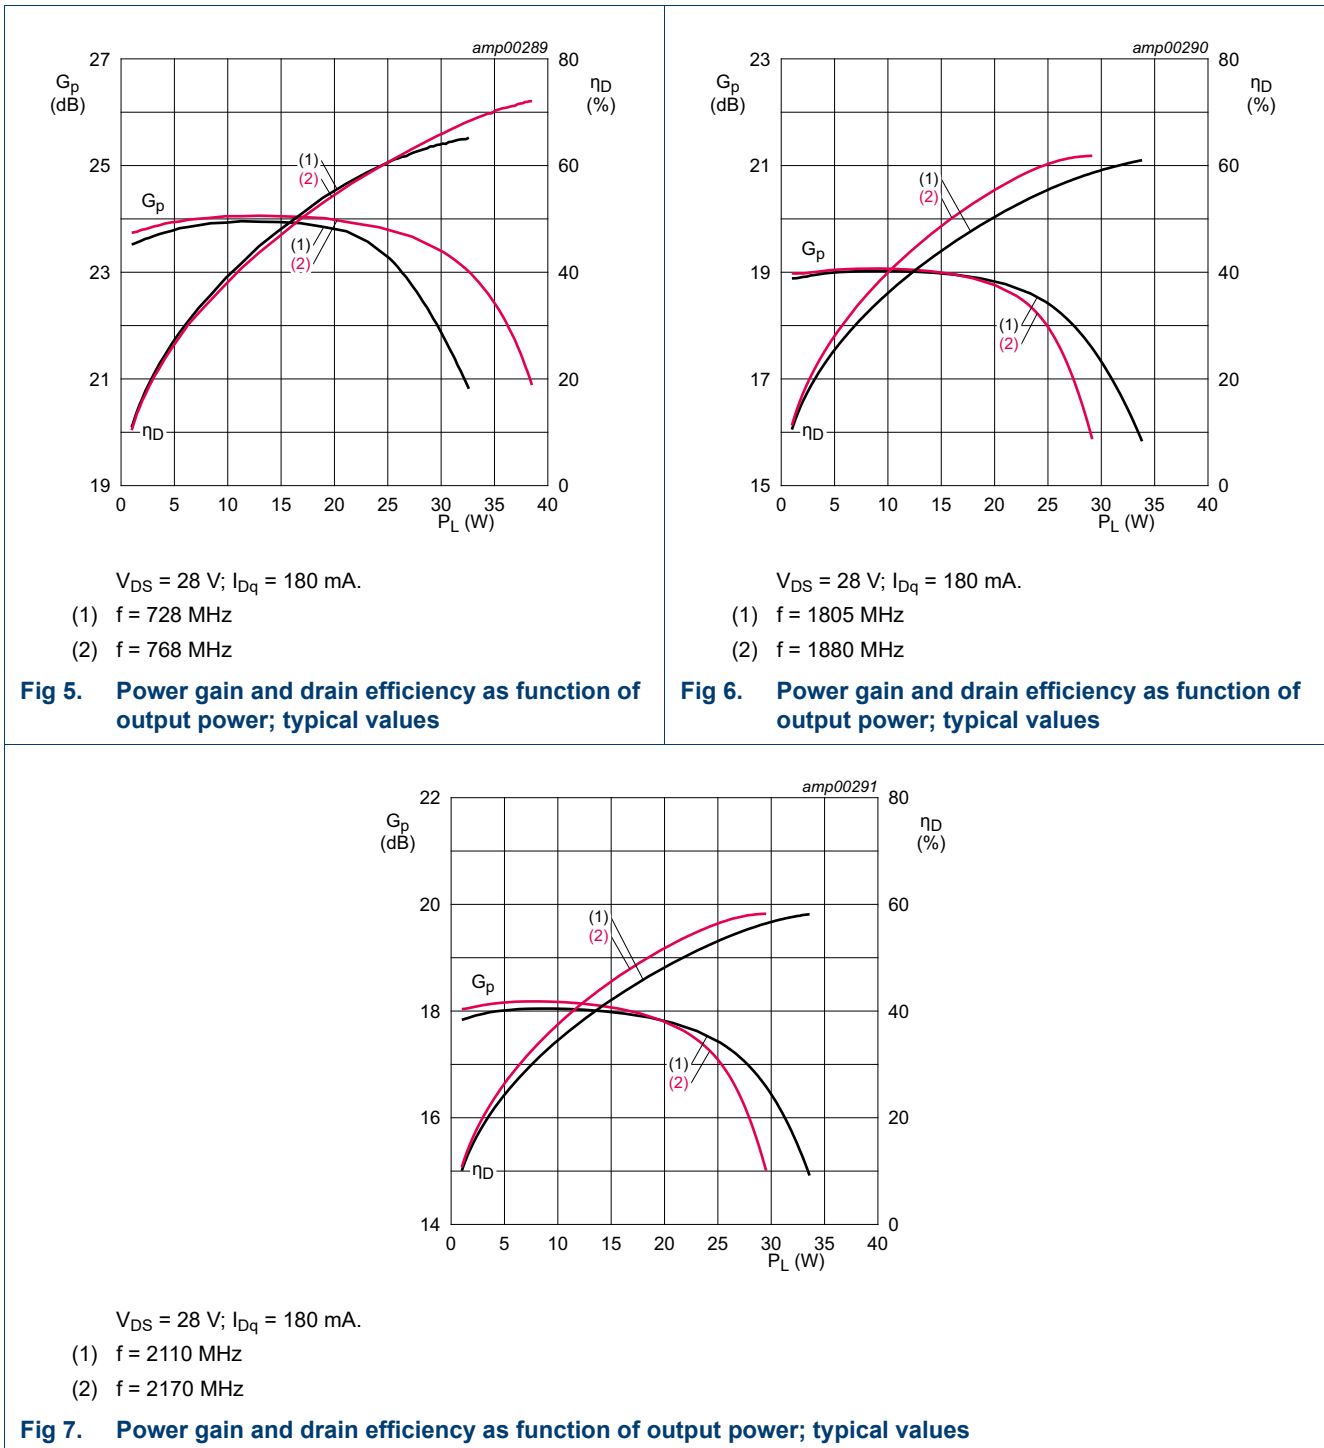 amp00289
27
80
Gp
(dB)
ηD
(%)
25
60
(1)
(2)
Gp
(1)
(2)
23
40
21
20
ηD
19
0
0 5 10 15 20 25 30 35 40
PL (W)
VDS = 28 V; IDq = 180 mA.
(1) f = 728 MHz
(2) f = 768 MHz
Fig 5. Power gain and drain efficiency as function of
output power; typical values
amp00290
23
80
Gp
(dB)
ηD
(%)
21
60
(1)
(2)
Gp
19
40
(1)
(2)
17
20
ηD
15
0
0 5 10 15 20 25 30 35 40
PL (W)
VDS = 28 V; IDq = 180 mA.
(1) f = 1805 MHz
(2) f = 1880 MHz
Fig 6. Power gain and drain efficiency as function of
output power; typical values
amp00291
22
80
Gp
(dB)
ηD
(%)
20
60
(1)
(2)
Gp
18
40
(1)
(2)
16
20
ηD
14
0
0 5 10 15 20 25 30 35 40
PL (W)
VDS = 28 V; IDq = 180 mA.
(1) f = 2110 MHz
(2) f = 2170 MHz
Fig 7. Power gain and drain efficiency as function of output power; typical values